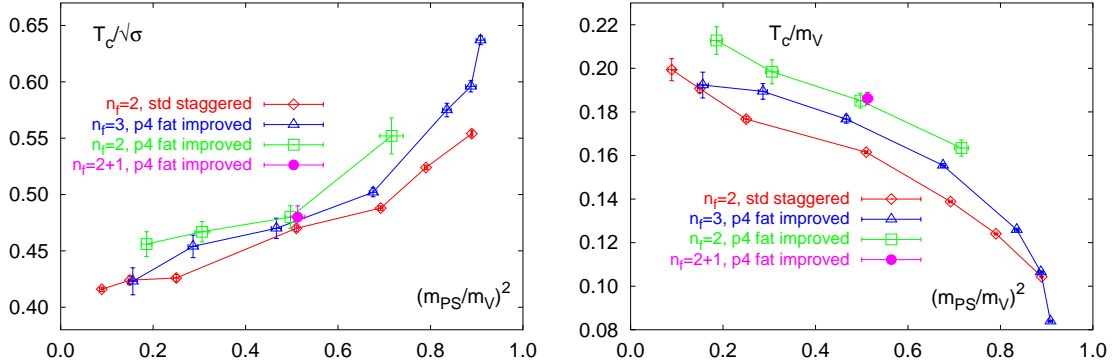 T_c/√σ
0.65
0.60
0.55
0.50
0.45
0.40
n_f=2, std staggered
n_f=3, p4 fat improved
n_f=2, p4 fat improved
n_f=2+1, p4 fat improved
(m_PS/m_V)^2
0.0 0.2 0.4 0.6 0.8 1.0
T_c/m_V
0.22
0.20
0.18
0.16
0.14
0.12
0.10
0.08
n_f=2, std staggered
n_f=3, p4 fat improved
n_f=2, p4 fat improved
n_f=2+1, p4 fat improved
(m_PS/m_V)^2
0.0 0.2 0.4 0.6 0.8 1.0